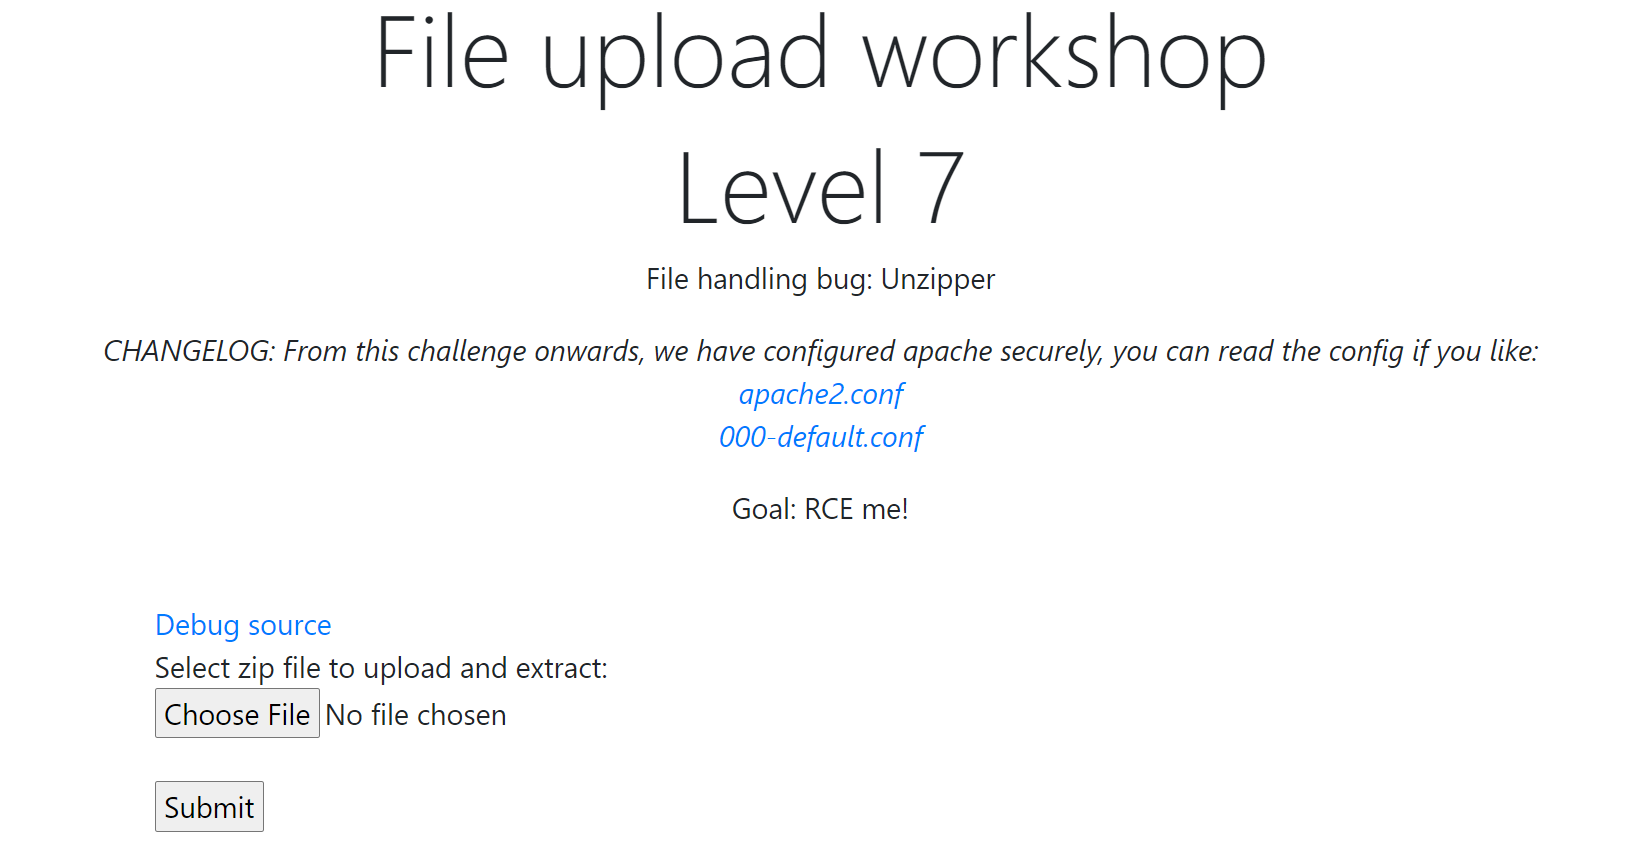 File upload workshop
Level 7
File handling bug: Unzipper
CHANGELOG: From this challenge onwards, we have configured apache securely, you can read the config if you like:
apache2.conf
000-default.conf
Goal: RCE me!
Debug source
Select zip file to upload and extract:
Choose File No file chosen
Submit